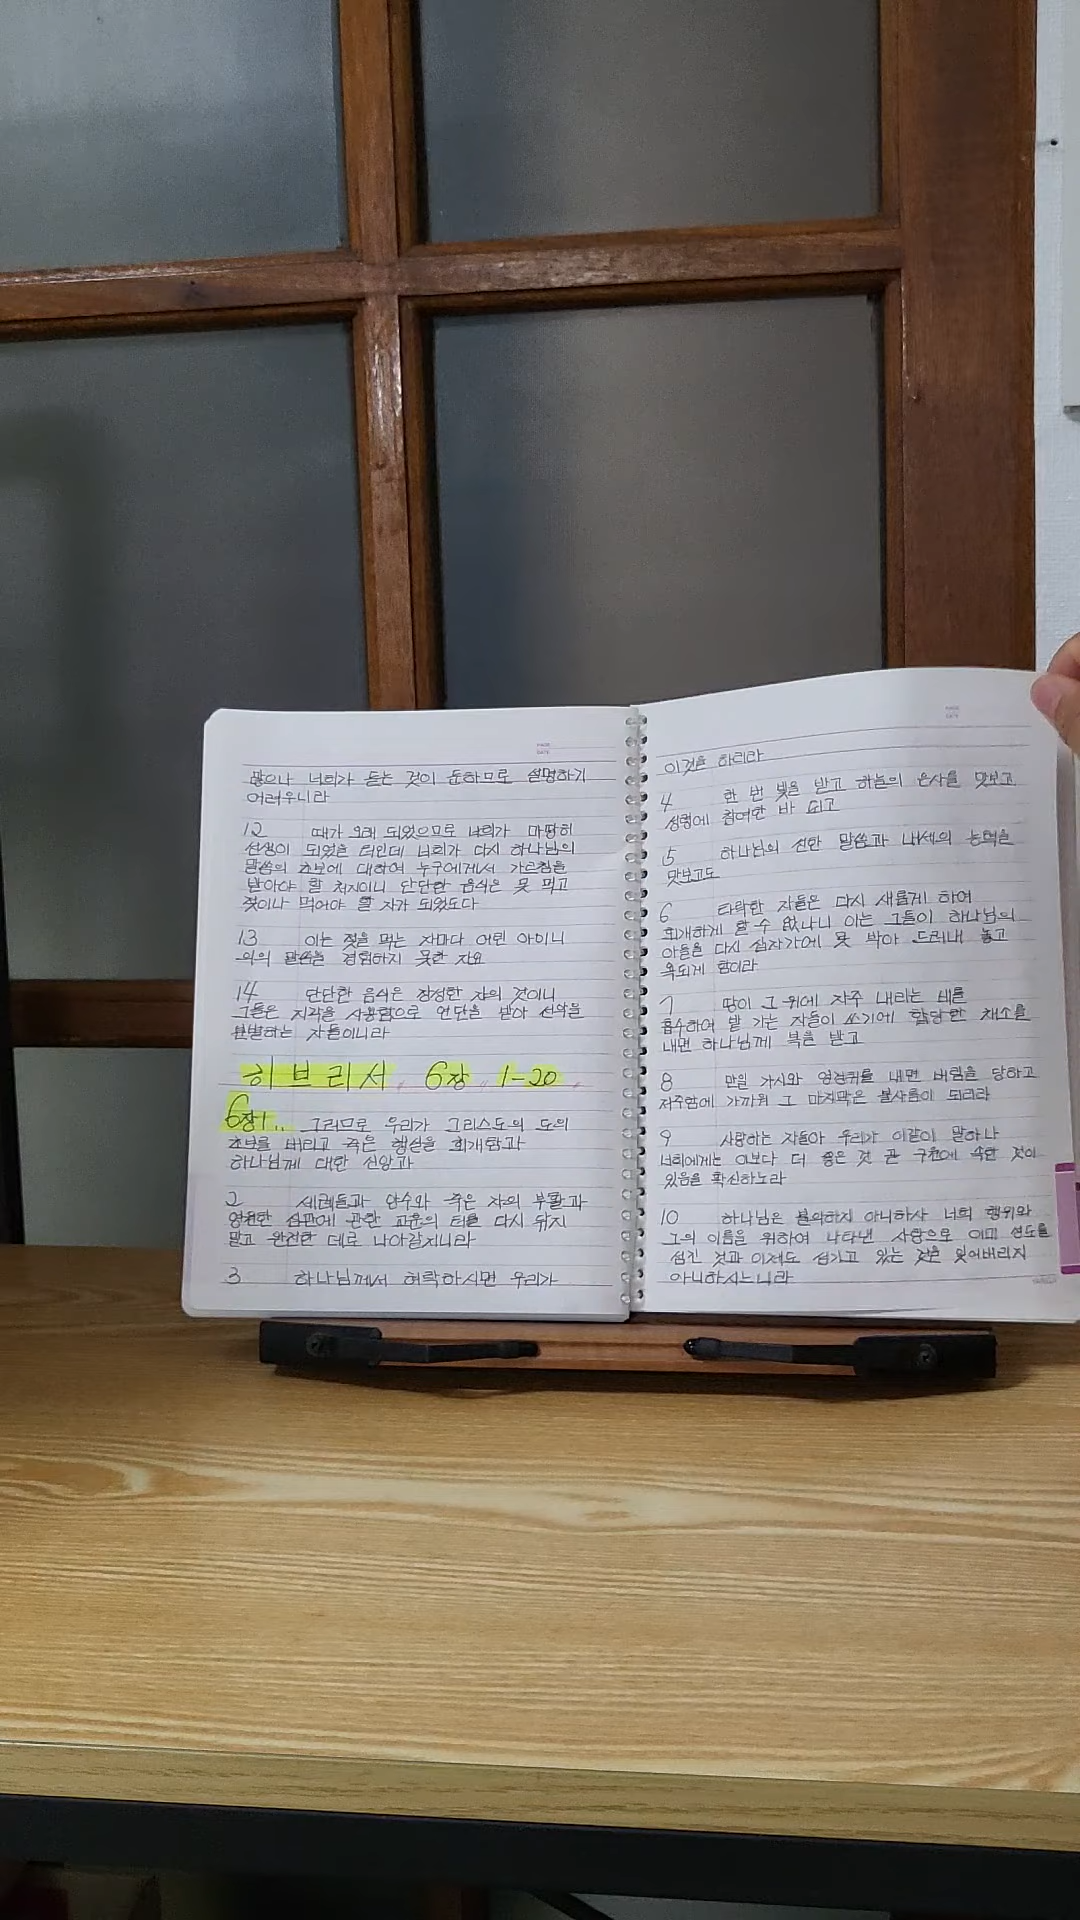 많으나 너희가 듣는 것이 둔하므로 설명하기
어려우니라
12 때가 오래 되었으므로 너희가 마땅히
선생이 되었을 터인데 너희가 다시 하나님의
말씀의 초보에 대하여 누구에게서 가르침을
받아야 할 처지이니 단단한 음식은 못 먹고
젖이나 먹어야 할 자가 되었도다
13 이는 젖을 먹는 자마다 어린 아이니
의의 말씀을 경험하지 못한 자요
14 단단한 음식은 장성한 자의 것이니
그들은 지각을 사용함으로 연단을 받아 선악을
분별하는 자들이니라
히브리서 6장 1-20
6장1.. 그러므로 우리가 그리스도의 도의
초보를 버리고 죽은 행실을 회개함과
하나님께 대한 신앙과
2 세례들과 안수와 죽은 자의 부활과
영원한 심판에 관한 교훈의 터를 다시 닦지
말고 완전한 데로 나아갈지니라
3 하나님께서 허락하시면 우리가
PAGE
DATE
이것을 하리라
4 한 번 빛을 받고 하늘의 은사를 맛보고
성령에 참여한 바 되고
5 하나님의 선한 말씀과 내세의 능력을
맛보고도
6 타락한 자들은 다시 새롭게 하여
회개하게 할 수 없나니 이는 그들이 하나님의
아들을 다시 십자가에 못 박아 드러내 놓고
욕되게 함이라
7 땅이 그 위에 자주 내리는 비를
흡수하여 밭 가는 자들이 쓰기에 합당한 채소를
내면 하나님께 복을 받고
8 만일 가시와 엉겅퀴를 내면 버림을 당하고
저주함에 가까워 그 마지막은 불사름이 되리라
9 사랑하는 자들아 우리가 이같이 말하나
너희에게는 이보다 더 좋은 것 곧 구원에 속한 것이
있음을 확신하노라
10 하나님은 불의하지 아니하사 너희 행위와
그의 이름을 위하여 나타낸 사랑으로 이미 성도를
섬긴 것과 이제도 섬기고 있는 것을 잊어버리지
아니하시느니라